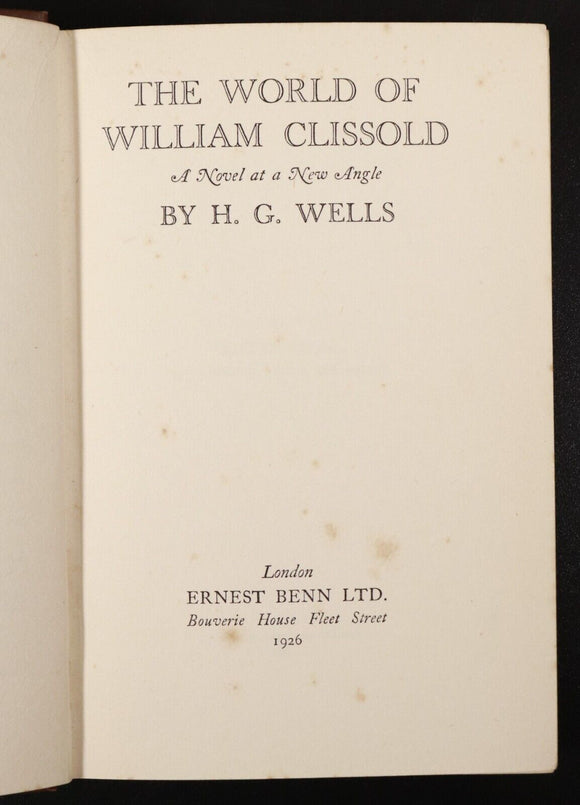 THE WORLD OF
WILLIAM CLISSOLD
A Novel at a New Angle
BY H. G. WELLS
London
ERNEST BENN LTD.
Bouverie House Fleet Street
1926